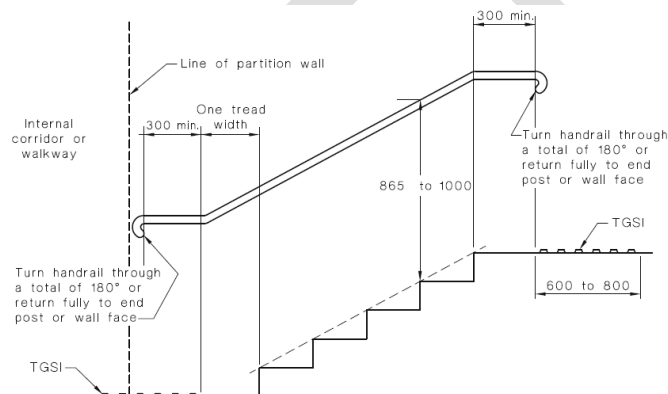 300 min.
Line of partition wall
One tread
width
300 min.
Internal
corridor or
walkway
Turn handrail through
a total of 180° or
return fully to end
post or wall face
865 to 1000
TGSI
Turn handrail through
a total of 180° or
return fully to end
post or wall face
600 to 800
TGSI